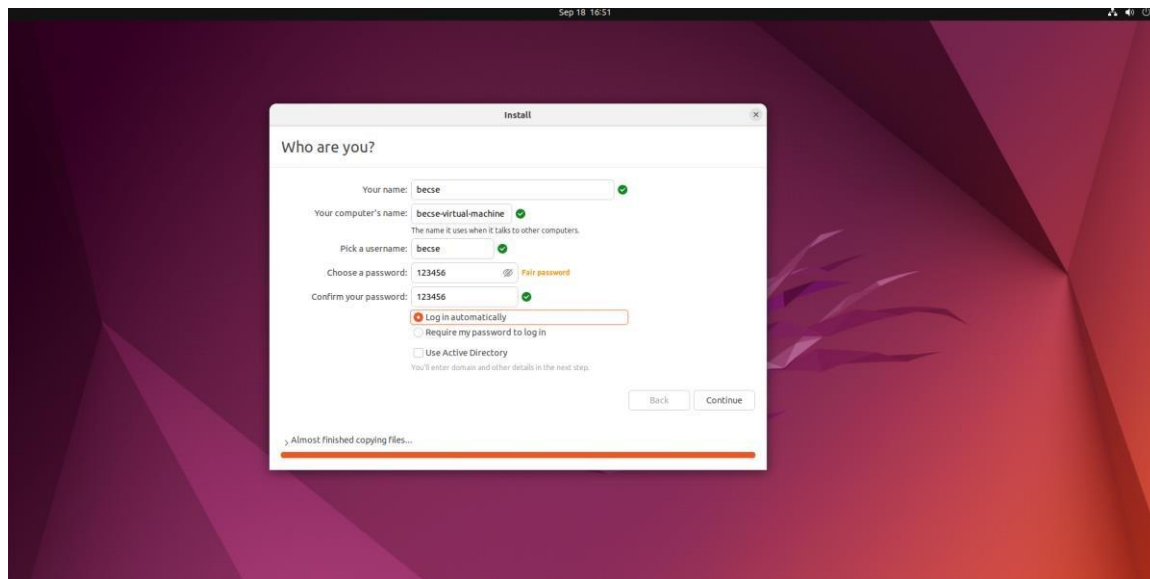 Sep 18 16:51
Install
Who are you?
Your name: becse
Your computer's name: becse-virtual-machine
The name it uses when it talks to other computers.
Pick a username: becse
Choose a password: 123456 Fair password
Confirm your password: 123456
Log in automatically
Require my password to log in
Use Active Directory
You'll enter domain and other details in the next step.
Back Continue
Almost finished copying files...